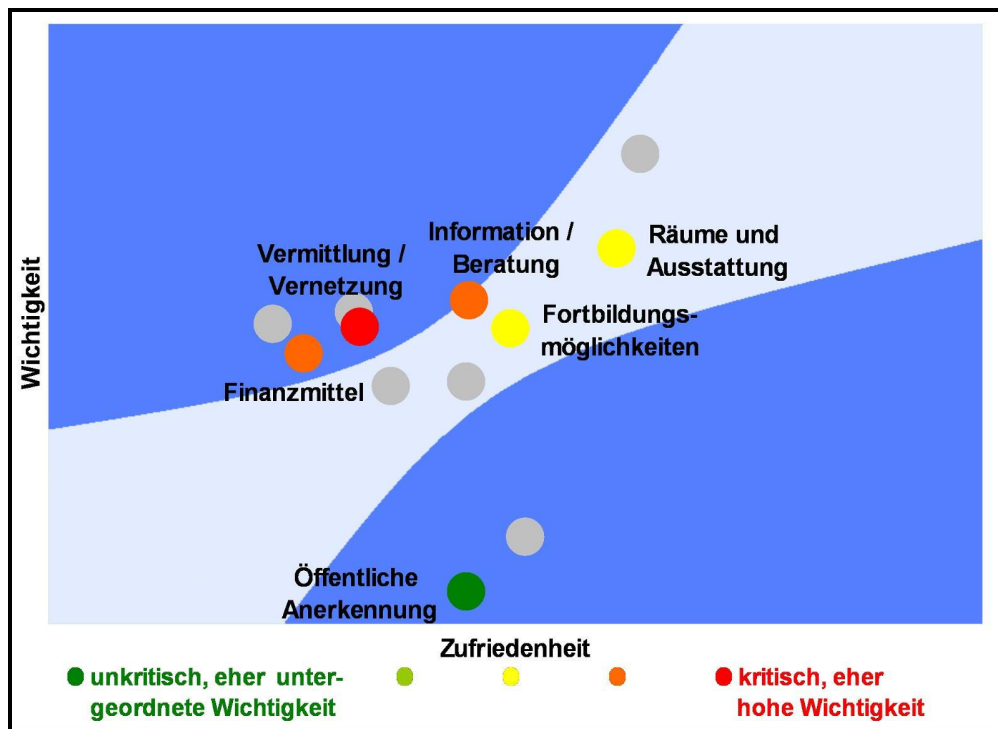 Information /
Beratung
Räume und
Ausstattung
Vermittlung /
Vernetzung
Fortbildungs-
möglichkeiten
Finanzmittel
Öffentliche
Anerkennung
Wichtigkeit
Zufriedenheit
unkritisch, eher unter-
geordnete Wichtigkeit
kritisch, eher
hohe Wichtigkeit